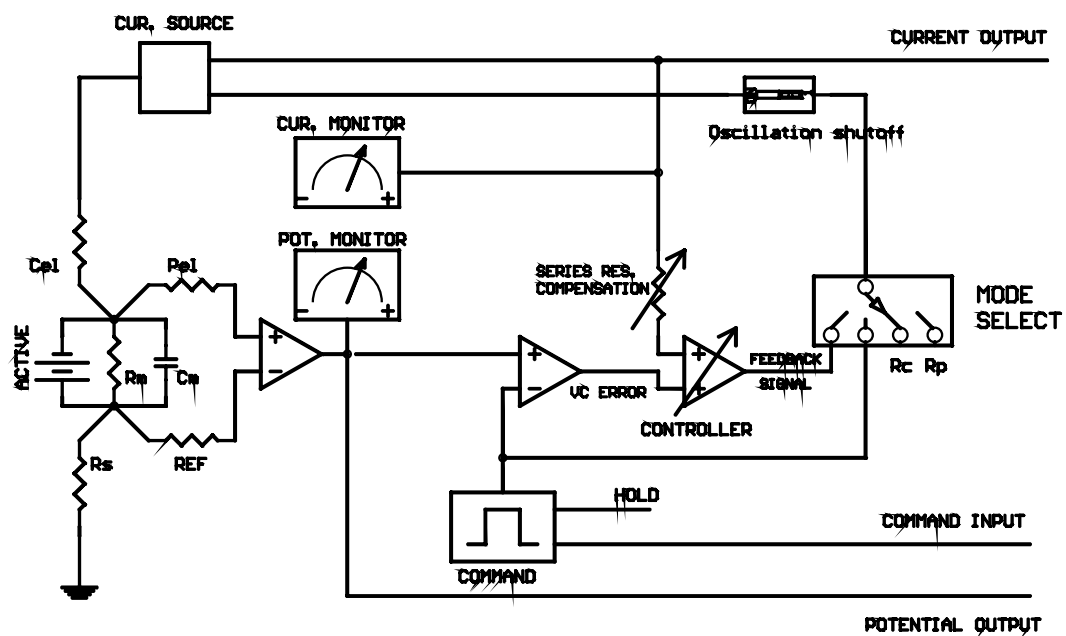 CUR. SOURCE
CURRENT OUTPUT
Oscillation shutoff
CUR. MONITOR
- +
POT. MONITOR
SERIES RES.
COMPENSATION
Cel
Pel
MODE
SELECT
ACTIVE
Rm
Cm
+
-
+
-
VC ERROR
+
+
FEEDBACK
SIGNAL
Rc Rp
CONTROLLER
Rs
REF
HOLD
COMMAND INPUT
COMMAND
POTENTIAL OUTPUT